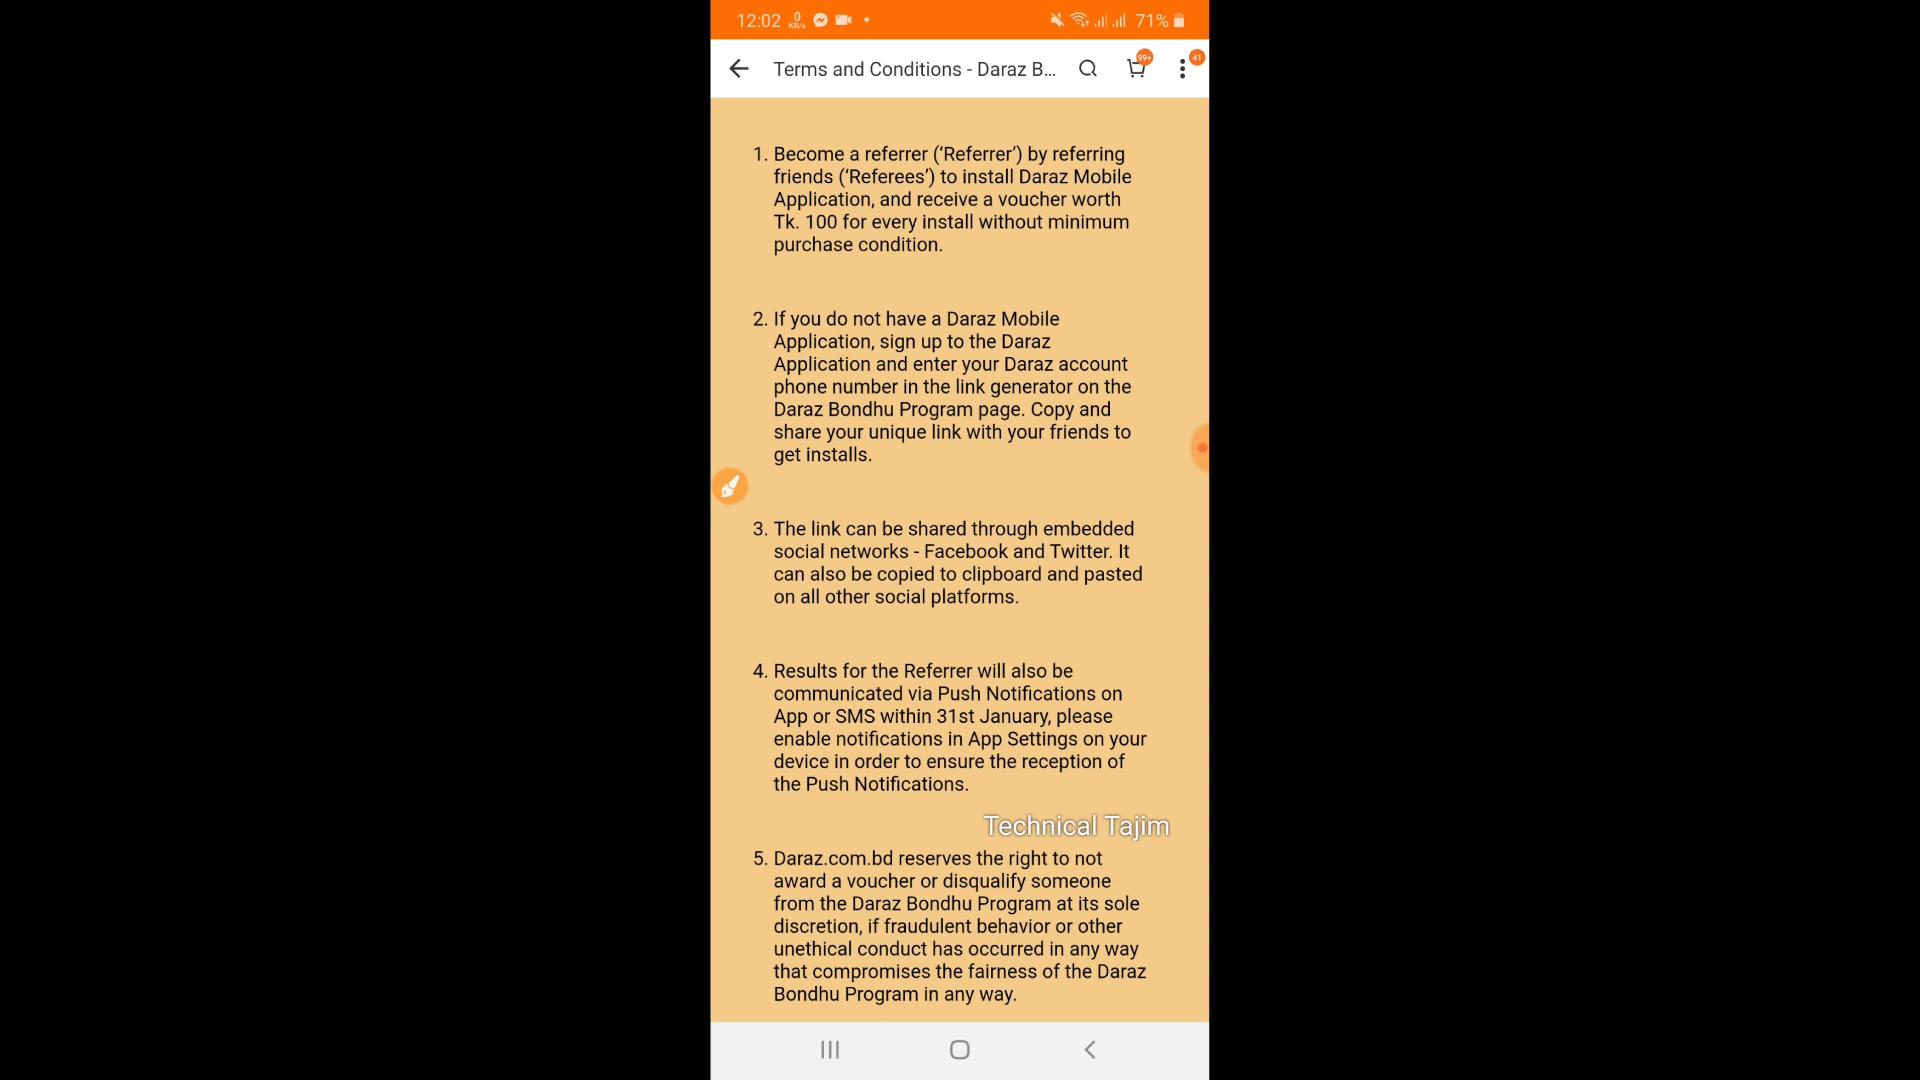 12:02 0 KB/s 71%
Terms and Conditions - Daraz B... 99+ 41
1. Become a referrer (‘Referrer’) by referring
friends (‘Referees’) to install Daraz Mobile
Application, and receive a voucher worth
Tk. 100 for every install without minimum
purchase condition.
2. If you do not have a Daraz Mobile
Application, sign up to the Daraz
Application and enter your Daraz account
phone number in the link generator on the
Daraz Bondhu Program page. Copy and
share your unique link with your friends to
get installs.
3. The link can be shared through embedded
social networks - Facebook and Twitter. It
can also be copied to clipboard and pasted
on all other social platforms.
4. Results for the Referrer will also be
communicated via Push Notifications on
App or SMS within 31st January, please
enable notifications in App Settings on your
device in order to ensure the reception of
the Push Notifications.
Technical Tajim
5. Daraz.com.bd reserves the right to not
award a voucher or disqualify someone
from the Daraz Bondhu Program at its sole
discretion, if fraudulent behavior or other
unethical conduct has occurred in any way
that compromises the fairness of the Daraz
Bondhu Program in any way.